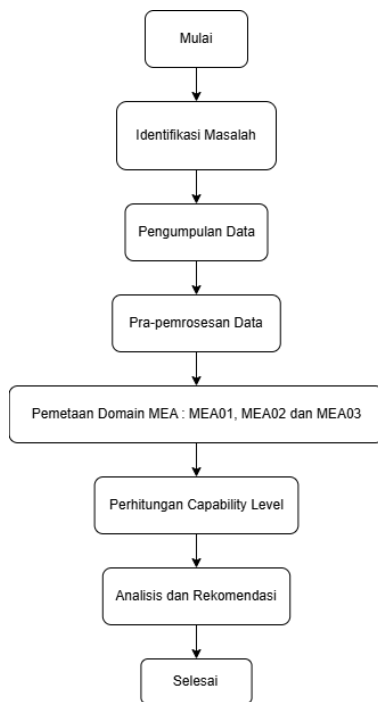 Mulai
Identifikasi Masalah
Pengumpulan Data
Pra-pemrosesan Data
Pemetaan Domain MEA : MEA01, MEA02 dan MEA03
Perhitungan Capability Level
Analisis dan Rekomendasi
Selesai